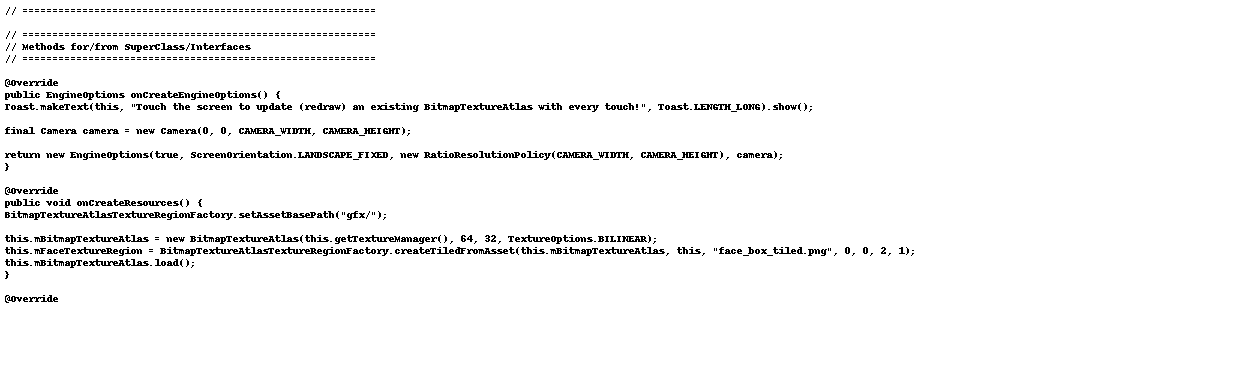 // ===========================================================
// ===========================================================
// Methods for/from SuperClass/Interfaces
// ===========================================================
@Override
public EngineOptions onCreateEngineOptions() {
Toast.makeText(this, "Touch the screen to update (redraw) an existing BitmapTextureAtlas with every touch!", Toast.LENGTH_LONG).show();
final Camera camera = new Camera(0, 0, CAMERA_WIDTH, CAMERA_HEIGHT);
return new EngineOptions(true, ScreenOrientation.LANDSCAPE_FIXED, new RatioResolutionPolicy(CAMERA_WIDTH, CAMERA_HEIGHT), camera);
}
@Override
public void onCreateResources() {
BitmapTextureAtlasTextureRegionFactory.setAssetBasePath("gfx/");
this.mBitmapTextureAtlas = new BitmapTextureAtlas(this.getTextureManager(), 64, 32, TextureOptions.BILINEAR);
this.mFaceTextureRegion = BitmapTextureAtlasTextureRegionFactory.createTiledFromAsset(this.mBitmapTextureAtlas, this, "face_box_tiled.png", 0, 0, 2, 1);
this.mBitmapTextureAtlas.load();
}
@Override